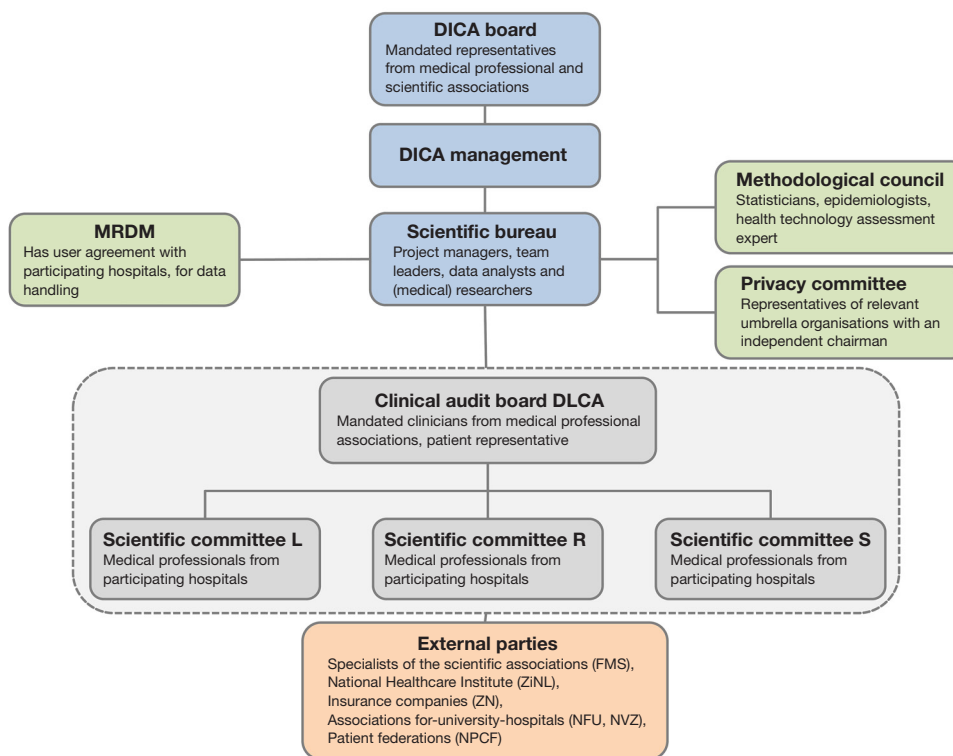 DICA board
Mandated representatives
from medical professional and
scientific associations
DICA management
Methodological council
Statisticians, epidemiologists,
health technology assessment
expert
MRDM
Has user agreement with
participating hospitals, for data
handling
Scientific bureau
Project managers, team
leaders, data analysts and
(medical) researchers
Privacy committee
Representatives of relevant
umbrella organisations with an
independent chairman
Clinical audit board DLCA
Mandated clinicians from medical professional
associations, patient representative
Scientific committee L
Medical professionals from
participating hospitals
Scientific committee R
Medical professionals from
participating hospitals
Scientific committee S
Medical professionals from
participating hospitals
External parties
Specialists of the scientific associations (FMS),
National Healthcare Institute (ZiNL),
Insurance companies (ZN),
Associations for-university-hospitals (NFU, NVZ),
Patient federations (NPCF)